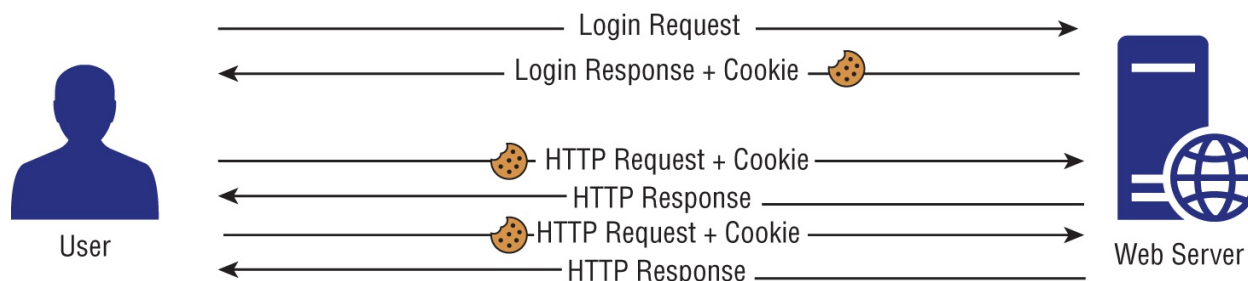 Login Request
Login Response + Cookie
HTTP Request + Cookie
HTTP Response
HTTP Request + Cookie
HTTP Response
User
Web Server